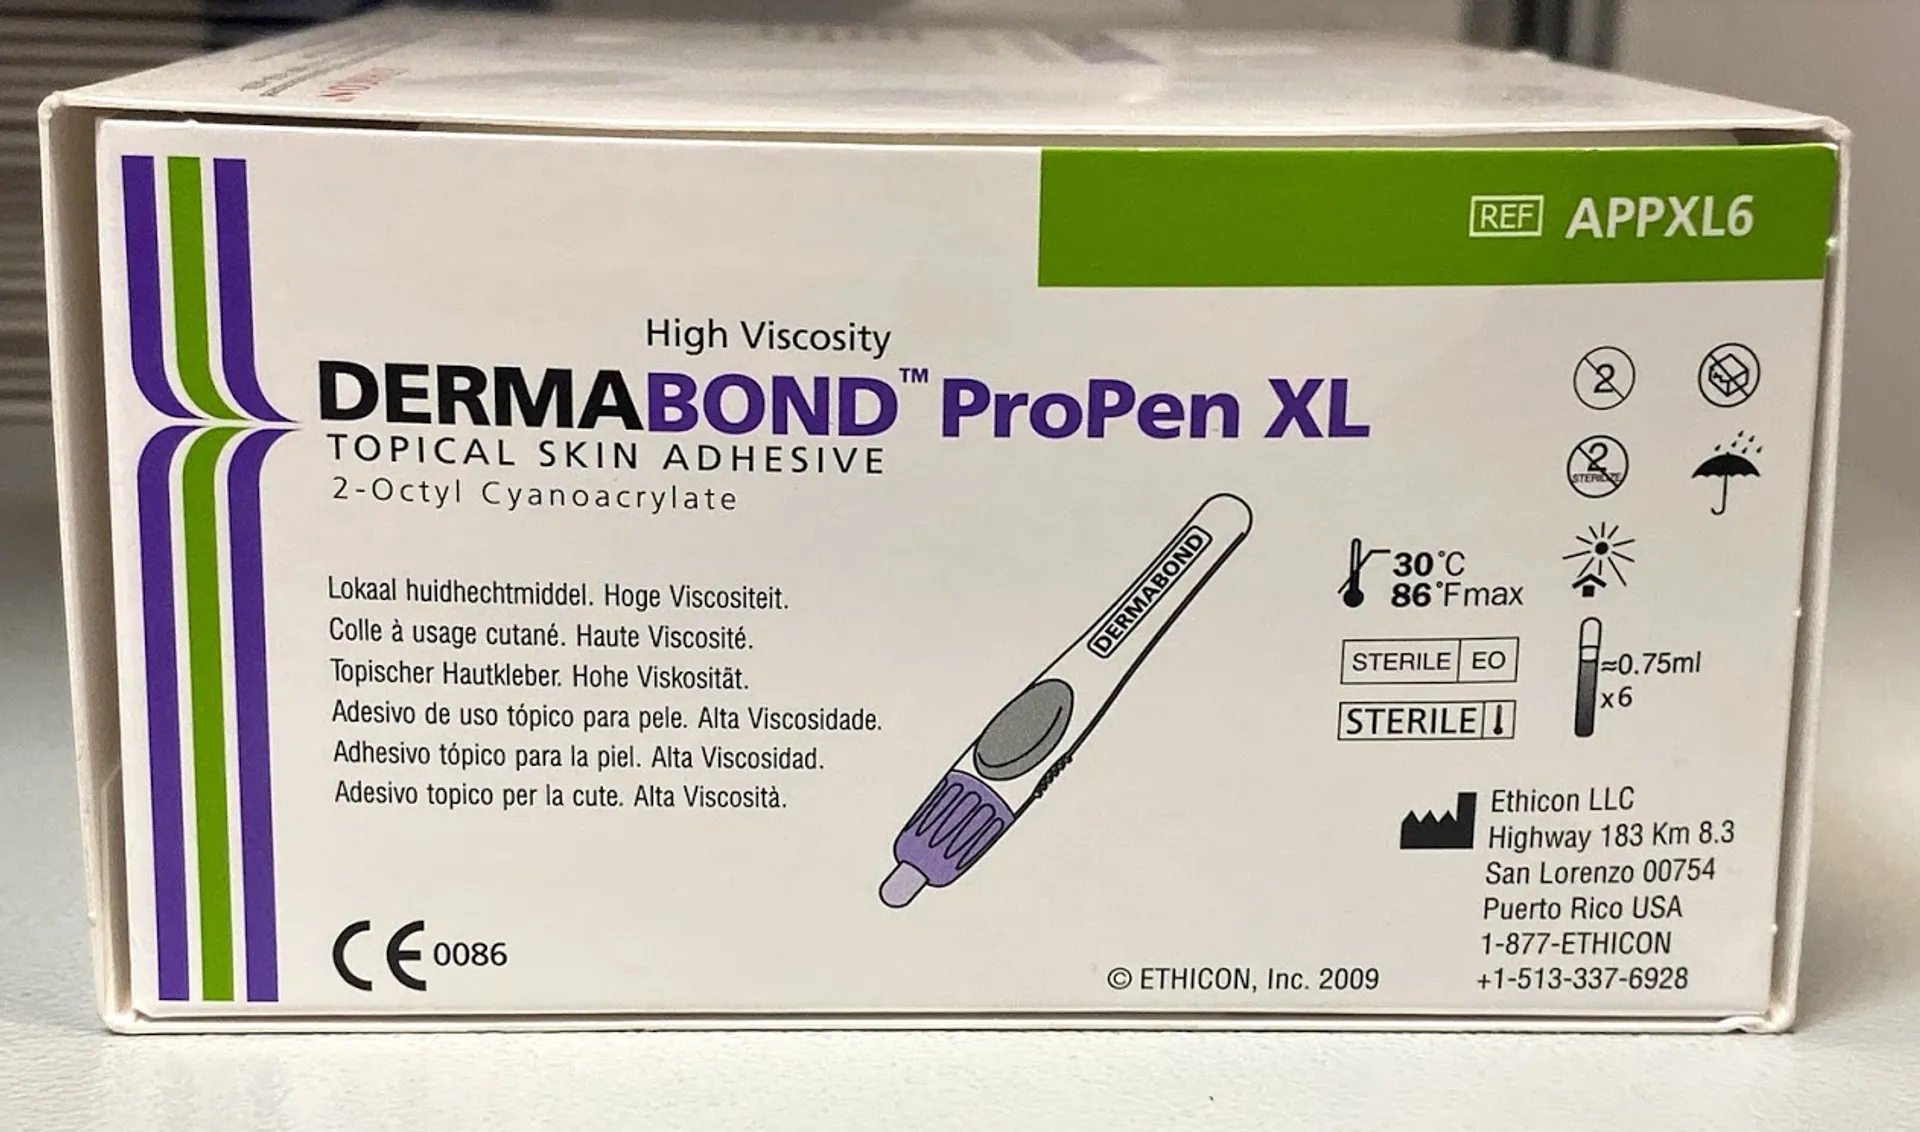 REF APPXL6
High Viscosity
DERMABOND™ ProPen XL
TOPICAL SKIN ADHESIVE
2-Octyl Cyanoacrylate
Lokaal huidhechtmiddel. Hoge Viscositeit.
Colle à usage cutané. Haute Viscosité.
Topischer Hautkleber. Hohe Viskosität.
Adesivo de uso tópico para pele. Alta Viscosidade.
Adhesivo tópico para la piel. Alta Viscosidad.
Adesivo topico per la cute. Alta Viscosità.
DERMABOND
2
2
STERILIZE
30°C
86°F max
STERILE EO
STERILE
≈0.75ml
x6
Ethicon LLC
Highway 183 Km 8.3
San Lorenzo 00754
Puerto Rico USA
1-877-ETHICON
+1-513-337-6928
CE 0086
© ETHICON, Inc. 2009